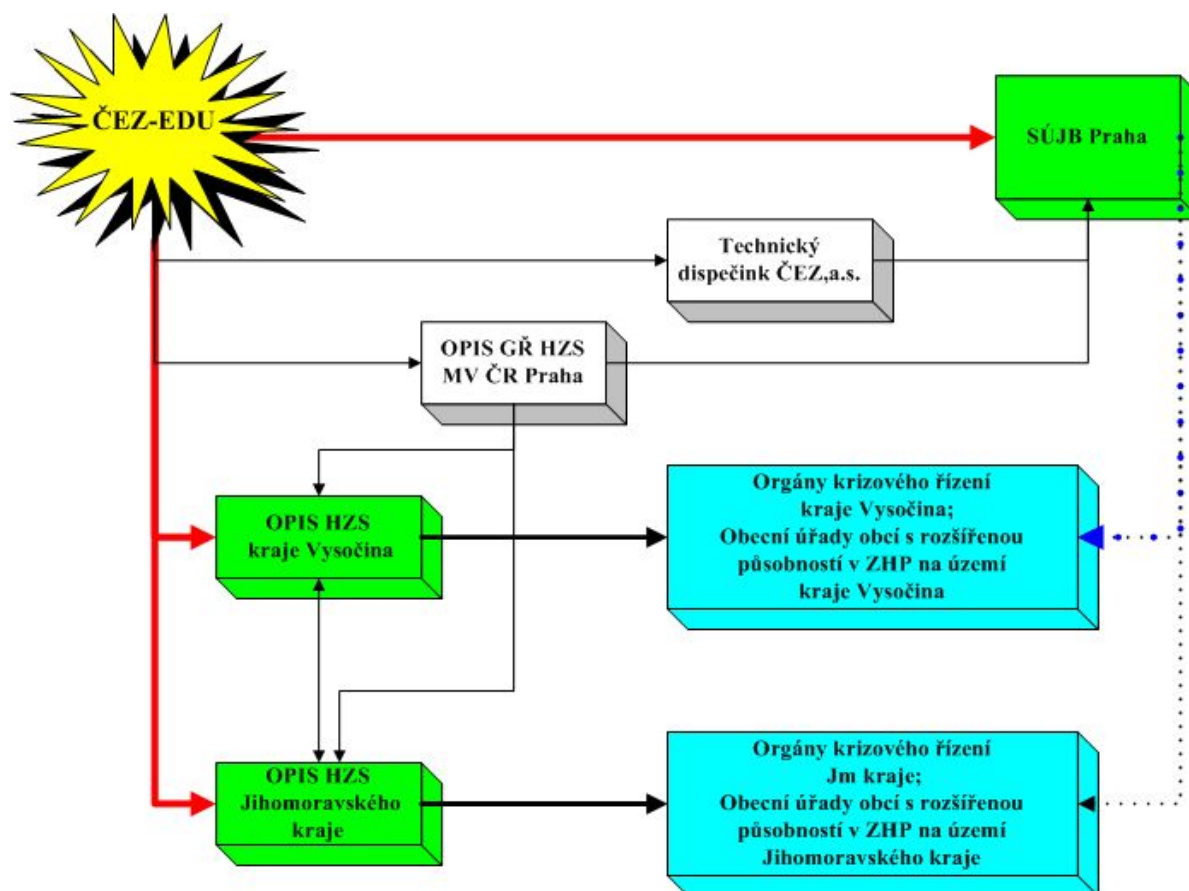 ČEZ-EDU
SÚJB Praha
Technický
dispečink ČEZ,a.s.
OPIS GŘ HZS
MV ČR Praha
OPIS HZS
kraje Vysočina
Orgány krizového řízení
kraje Vysočina;
Obecní úřady obcí s rozšířenou
působností v ZHP na území
kraje Vysočina
OPIS HZS
Jihomoravského
kraje
Orgány krizového řízení
Jm kraje;
Obecní úřady obcí s rozšířenou
působností v ZHP na území
Jihomoravského kraje